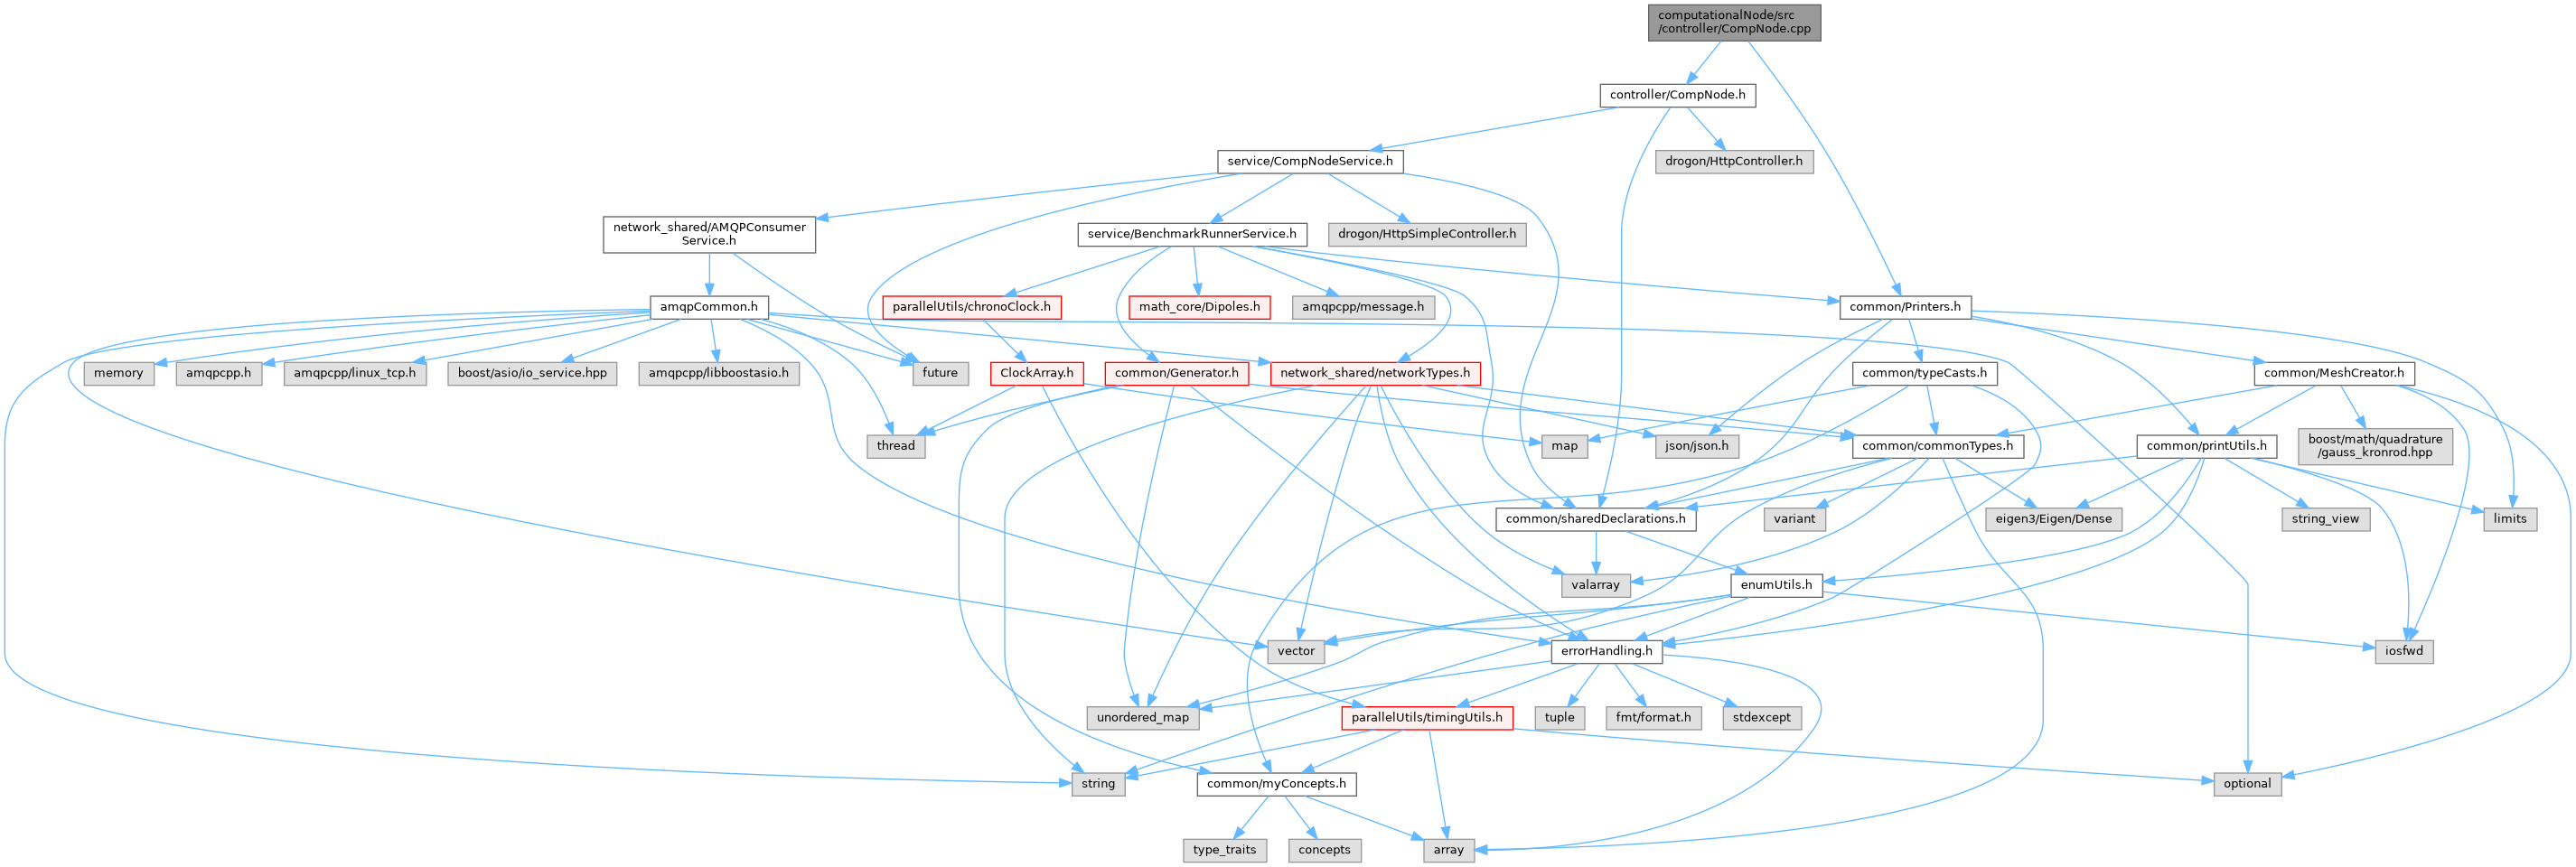 computationalNode/src
/controller/CompNode.cpp
controller/CompNode.h
service/CompNodeService.h
drogon/HttpController.h
network_shared/AMQPConsumer
Service.h
service/BenchmarkRunnerService.h
drogon/HttpSimpleController.h
amqpCommon.h
parallelUtils/chronoClock.h
math_core/Dipoles.h
amqpcpp/message.h
common/Printers.h
memory
amqpcpp.h
amqpcpp/linux_tcp.h
boost/asio/io_service.hpp
amqpcpp/libboostasio.h
future
ClockArray.h
common/Generator.h
network_shared/networkTypes.h
common/typeCasts.h
common/MeshCreator.h
thread
map
json/json.h
common/commonTypes.h
common/printUtils.h
boost/math/quadrature
/gauss_kronrod.hpp
common/sharedDeclarations.h
variant
eigen3/Eigen/Dense
string_view
limits
valarray
enumUtils.h
vector
errorHandling.h
iosfwd
unordered_map
parallelUtils/timingUtils.h
tuple
fmt/format.h
stdexcept
string
common/myConcepts.h
optional
type_traits
concepts
array